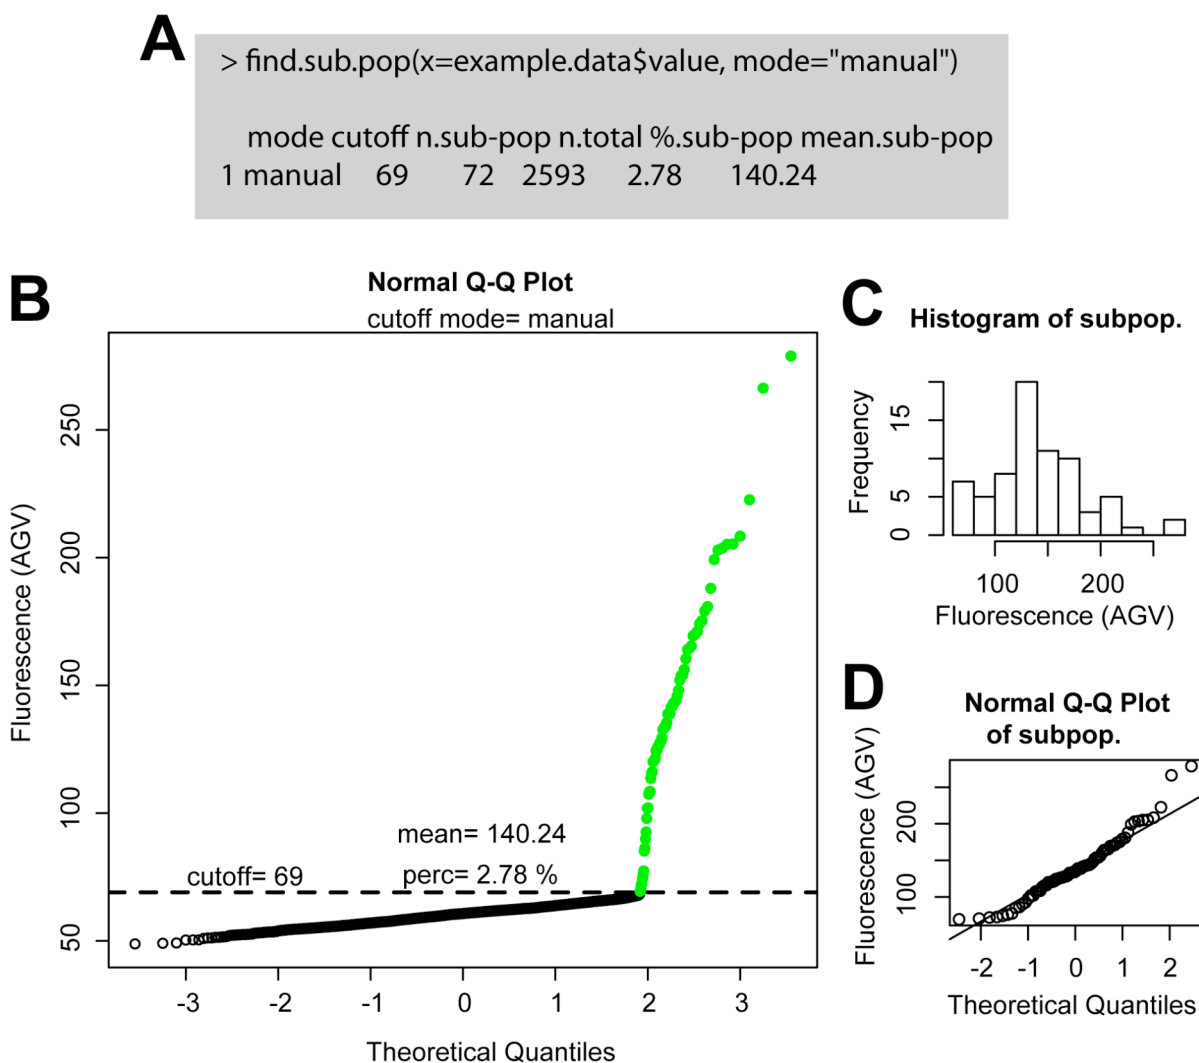 A
> find.sub.pop(x=example.data$value, mode="manual")
mode cutoff n.sub-pop n.total %.sub-pop mean.sub-pop
1 manual 69 72 2593 2.78 140.24
B
Normal Q-Q Plot
cutoff mode= manual
Fluorescence (AGV)
250
200
150
100
50
mean= 140.24
cutoff= 69
perc= 2.78 %
-3 -2 -1 0 1 2 3
Theoretical Quantiles
C
Histogram of subpop.
Frequency
15
5
0
100 200
Fluorescence (AGV)
D
Normal Q-Q Plot
of subpop.
Fluorescence (AGV)
200
100
-2 -1 0 1 2
Theoretical Quantiles